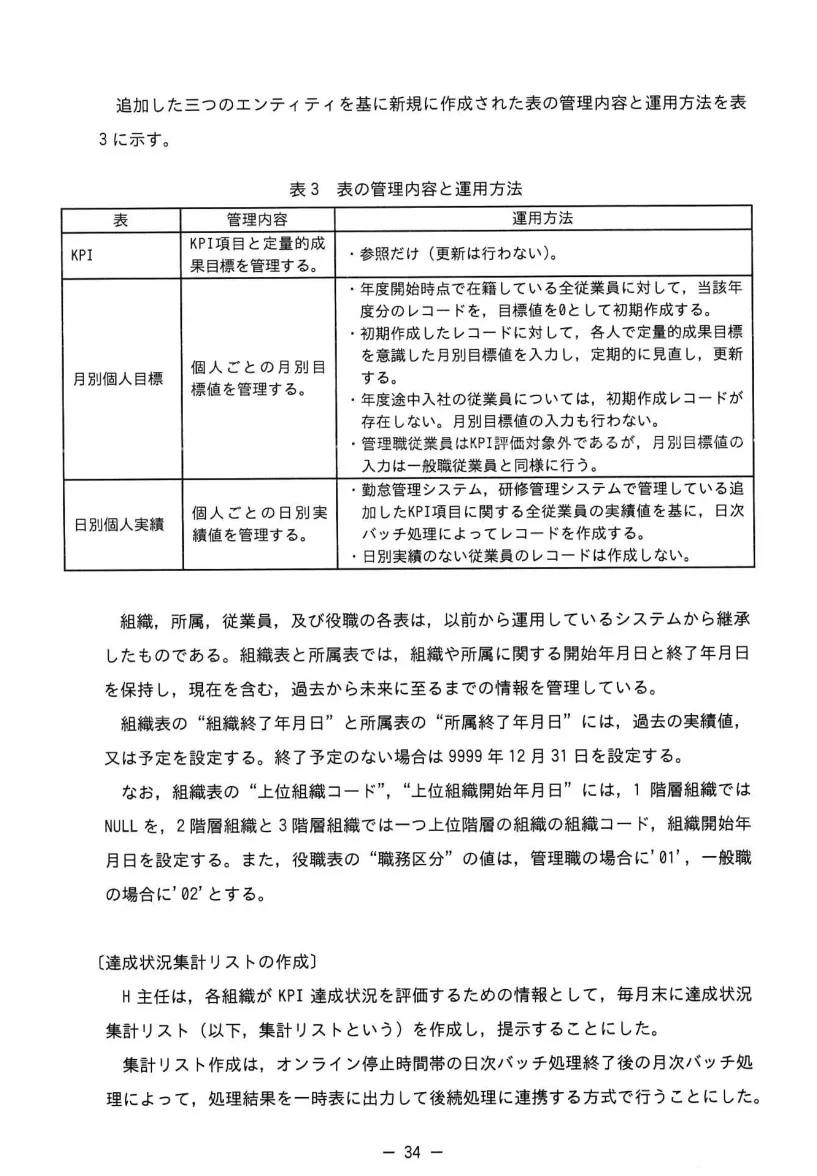 追加した三つのエンティティを基に新規に作成された表の管理内容と運用方法を表
3に示す。
表3　表の管理内容と運用方法
表
管理内容
運用方法
KPI
KPI項目と定量的成
果目標を管理する。
・参照だけ（更新は行わない）。
月別個人目標
個人ごとの月別目
標値を管理する。
・年度開始時点で在籍している全従業員に対して，当該年
度分のレコードを，目標値を0として初期作成する。
・初期作成したレコードに対して，各人で定量的成果目標
を意識した月別目標値を入力し，定期的に見直し，更新
する。
・年度途中入社の従業員については，初期作成レコードが
存在しない。月別目標値の入力も行わない。
・管理職従業員はKPI評価対象外であるが，月別目標値の
入力は一般職従業員と同様に行う。
日別個人実績
個人ごとの日別実
績値を管理する。
・勤怠管理システム，研修管理システムで管理している追
加したKPI項目に関する全従業員の実績値を基に，日次
バッチ処理によってレコードを作成する。
・日別実績のない従業員のレコードは作成しない。
組織，所属，従業員，及び役職の各表は，以前から運用しているシステムから継承
したものである。組織表と所属表では，組織や所属に関する開始年月日と終了年月日
を保持し，現在を含む，過去から未来に至るまでの情報を管理している。
組織表の“組織終了年月日”と所属表の“所属終了年月日”には，過去の実績値，
又は予定を設定する。終了予定のない場合は 9999 年 12 月 31 日を設定する。
なお，組織表の“上位組織コード”，“上位組織開始年月日”には，1 階層組織では
NULL を，2 階層組織と 3 階層組織では一つ上位階層の組織の組織コード，組織開始年
月日を設定する。また，役職表の“職務区分”の値は，管理職の場合に'01'，一般職
の場合に'02'とする。
〔達成状況集計リストの作成〕
H 主任は，各組織が KPI 達成状況を評価するための情報として，毎月末に達成状況
集計リスト（以下，集計リストという）を作成し，提示することにした。
集計リスト作成は，オンライン停止時間帯の日次バッチ処理終了後の月次バッチ処
理によって，処理結果を一時表に出力して後続処理に連携する方式で行うことにした。
－ 34 －